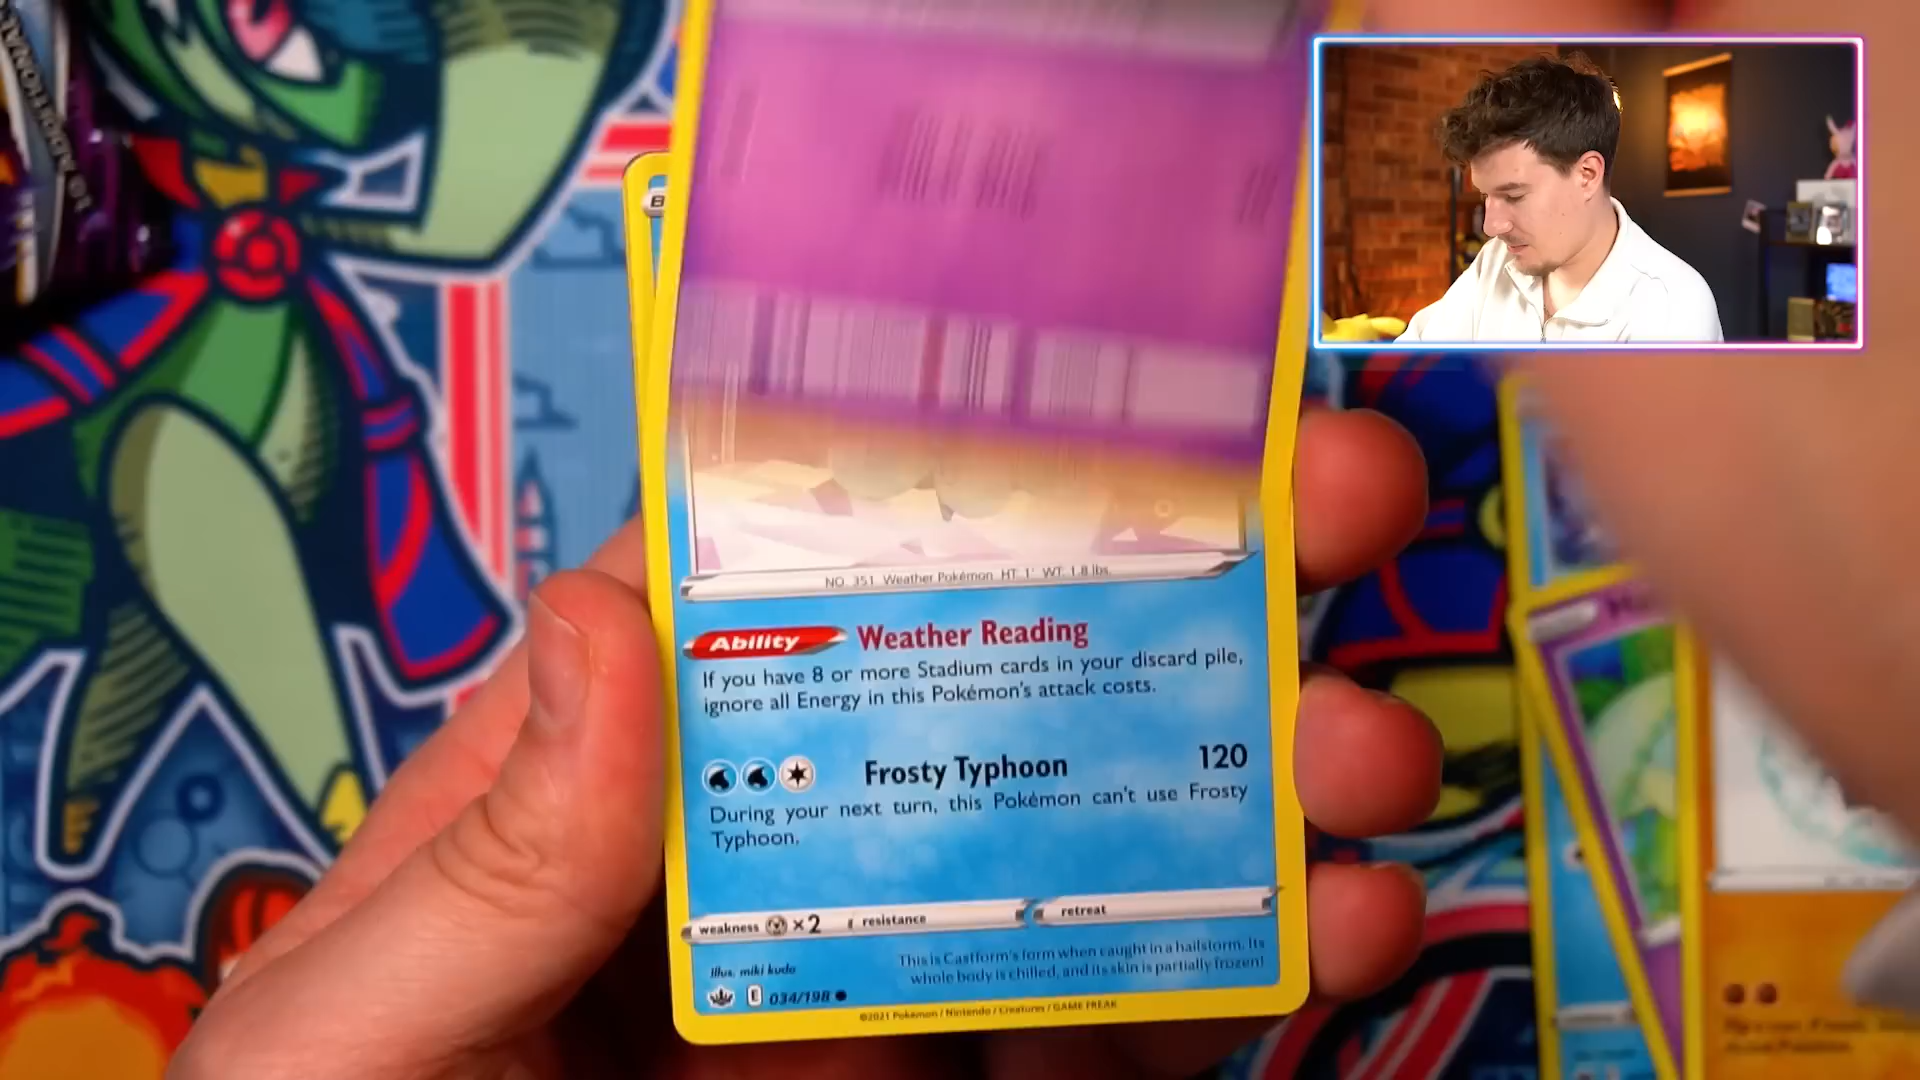 10 ADDITIONAL
NO. 351 Weather Pokémon HT: 1' WT: 1.8 lbs.
Ability Weather Reading
If you have 8 or more Stadium cards in your discard pile,
ignore all Energy in this Pokémon's attack costs.
Frosty Typhoon 120
During your next turn, this Pokémon can't use Frosty
Typhoon.
weakness ×2 resistance retreat
Illus. miki kudo
This is Castform's form when caught in a hailstorm. Its
whole body is chilled, and its skin is partially frozen!
E 034/198
©2021 Pokémon / Nintendo / Creatures / GAME FREAK